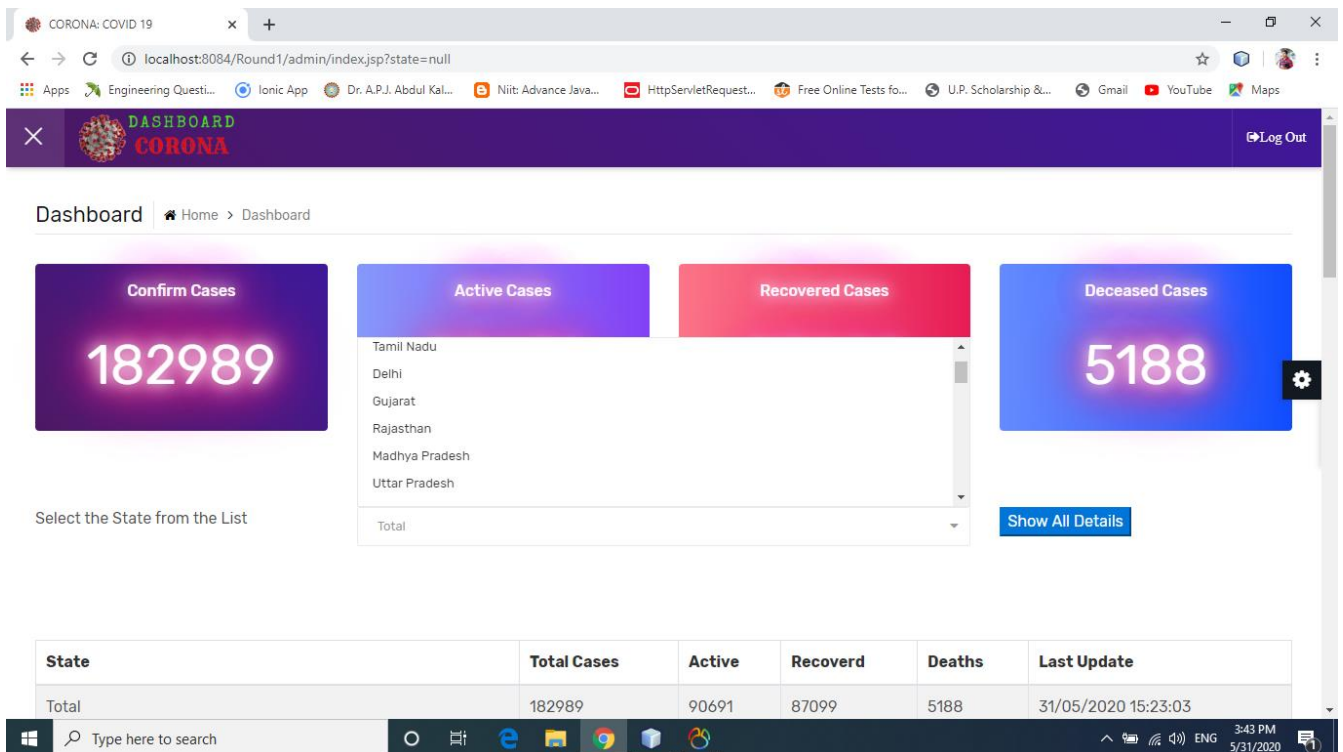 CORONA: COVID 19
localhost:8084/Round1/admin/index.jsp?state=null
Apps Engineering Questi... Ionic App Dr. A.P.J. Abdul Kal... Niit: Advance Java... HttpServletRequest... Free Online Tests fo... U.P. Scholarship &... Gmail YouTube Maps
DASHBOARD
CORONA
Log Out
Dashboard Home > Dashboard
Confirm Cases Active Cases Recovered Cases Deceased Cases
182989 5188
Tamil Nadu
Delhi
Gujarat
Rajasthan
Madhya Pradesh
Uttar Pradesh
Select the State from the List Total Show All Details
State Total Cases Active Recoverd Deaths Last Update
Total 182989 90691 87099 5188 31/05/2020 15:23:03
Type here to search ENG 3:43 PM
5/31/2020
1